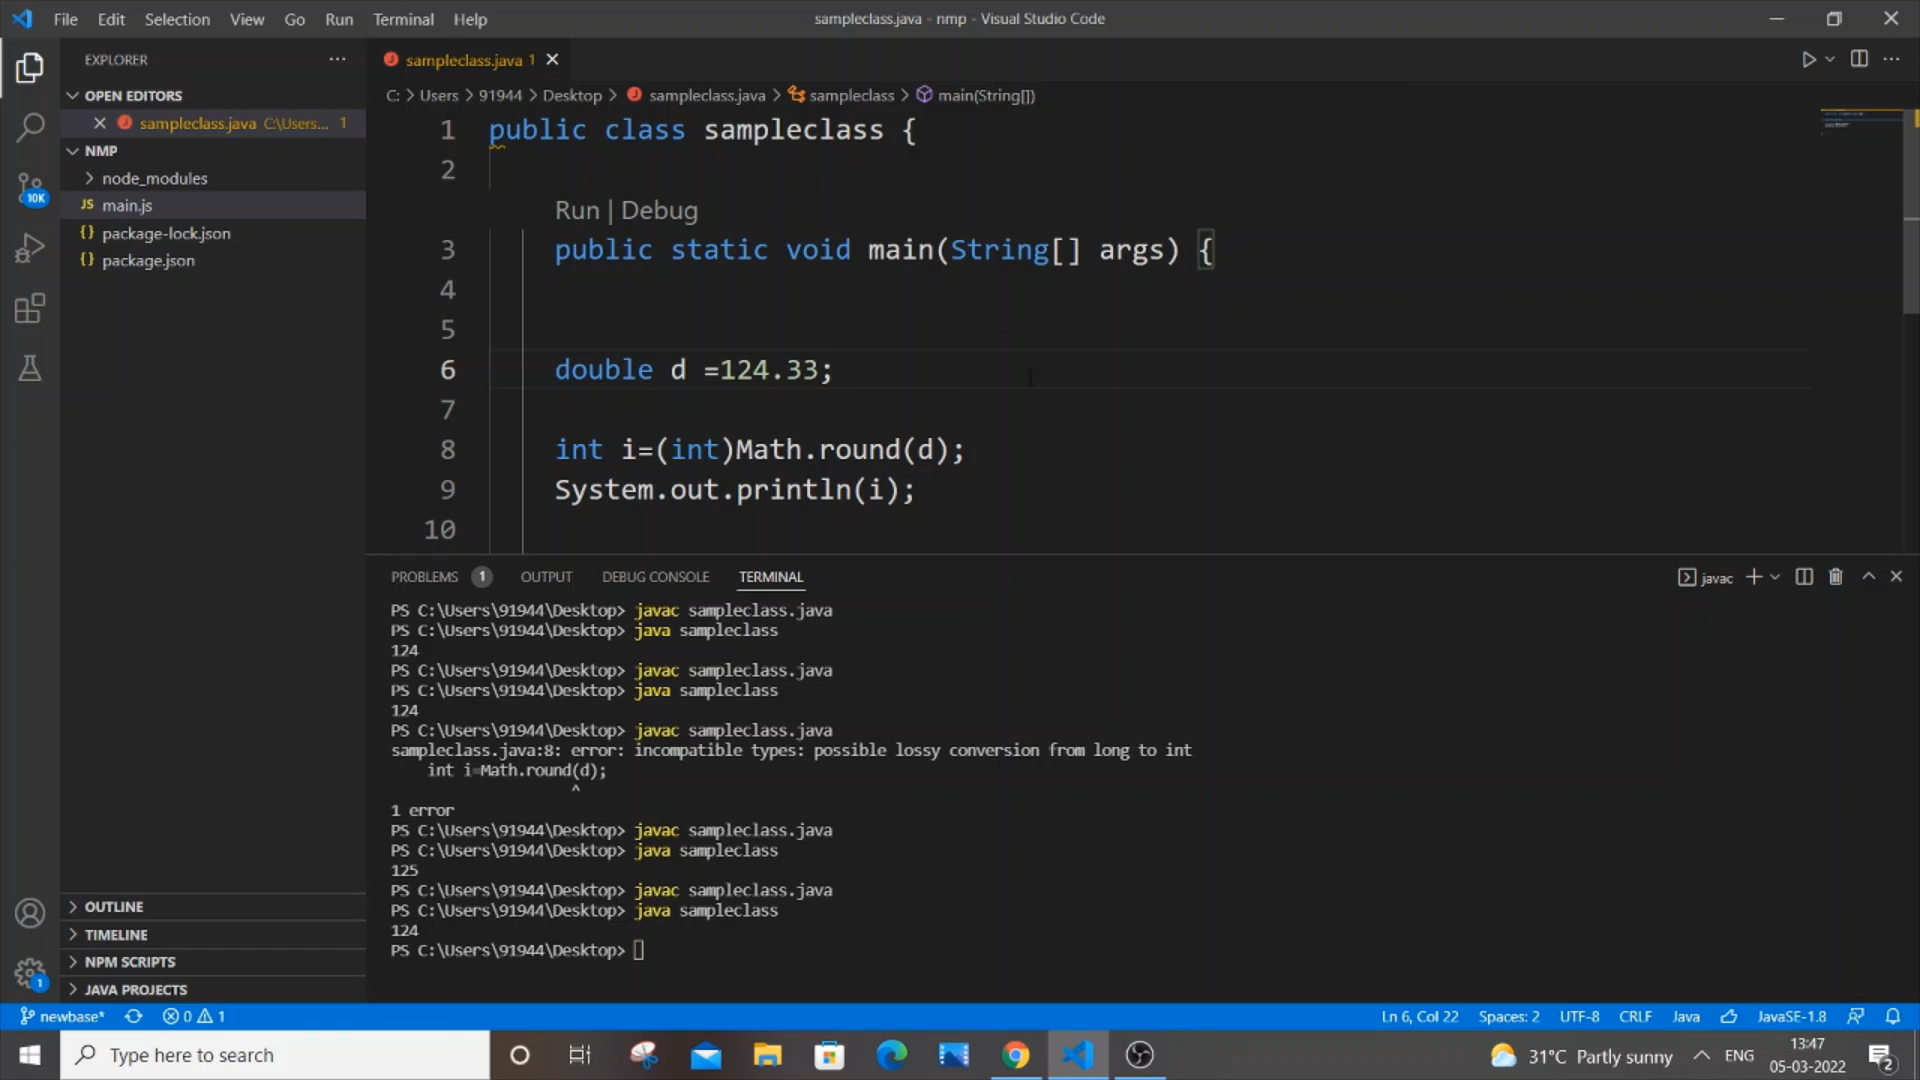 File Edit Selection View Go Run Terminal Help
sampleclass.java - nmp - Visual Studio Code
EXPLORER
OPEN EDITORS
sampleclass.java C:\Users... 1
NMP
node_modules
JS main.js
{} package-lock.json
{} package.json
OUTLINE
TIMELINE
NPM SCRIPTS
JAVA PROJECTS
10K
1
sampleclass.java 1
C: > Users > 91944 > Desktop > sampleclass.java > sampleclass > main(String[])
1 public class sampleclass {
2
Run | Debug
3 public static void main(String[] args) {
4
5
6 double d =124.33;
7
8 int i=(int)Math.round(d);
9 System.out.println(i);
10
PROBLEMS 1 OUTPUT DEBUG CONSOLE TERMINAL
javac
PS C:\Users\91944\Desktop> javac sampleclass.java
PS C:\Users\91944\Desktop> java sampleclass
124
PS C:\Users\91944\Desktop> javac sampleclass.java
PS C:\Users\91944\Desktop> java sampleclass
124
PS C:\Users\91944\Desktop> javac sampleclass.java
sampleclass.java:8: error: incompatible types: possible lossy conversion from long to int
int i=Math.round(d);
^
1 error
PS C:\Users\91944\Desktop> javac sampleclass.java
PS C:\Users\91944\Desktop> java sampleclass
125
PS C:\Users\91944\Desktop> javac sampleclass.java
PS C:\Users\91944\Desktop> java sampleclass
124
PS C:\Users\91944\Desktop>
newbase* 0 1
Ln 6, Col 22 Spaces: 2 UTF-8 CRLF Java JavaSE-1.8
Type here to search
31°C Partly sunny ENG
13:47
05-03-2022
2